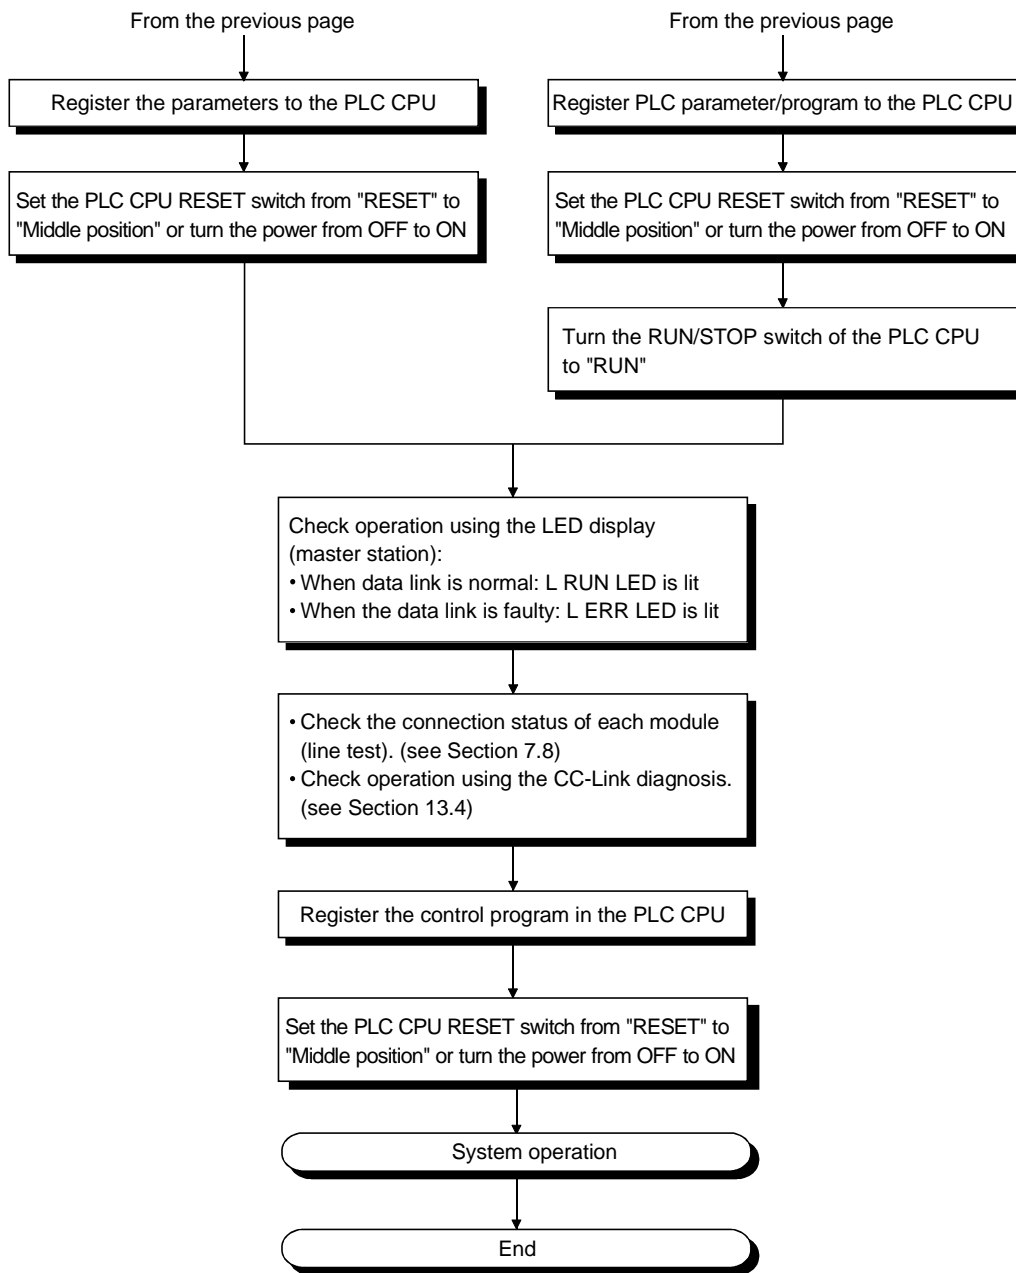 From the previous page
Register the parameters to the PLC CPU
Set the PLC CPU RESET switch from "RESET" to
"Middle position" or turn the power from OFF to ON
From the previous page
Register PLC parameter/program to the PLC CPU
Set the PLC CPU RESET switch from "RESET" to
"Middle position" or turn the power from OFF to ON
Turn the RUN/STOP switch of the PLC CPU
to "RUN"
Check operation using the LED display
(master station):
• When data link is normal: L RUN LED is lit
• When the data link is faulty: L ERR LED is lit
• Check the connection status of each module
(line test). (see Section 7.8)
• Check operation using the CC-Link diagnosis.
(see Section 13.4)
Register the control program in the PLC CPU
Set the PLC CPU RESET switch from "RESET" to
"Middle position" or turn the power from OFF to ON
System operation
End